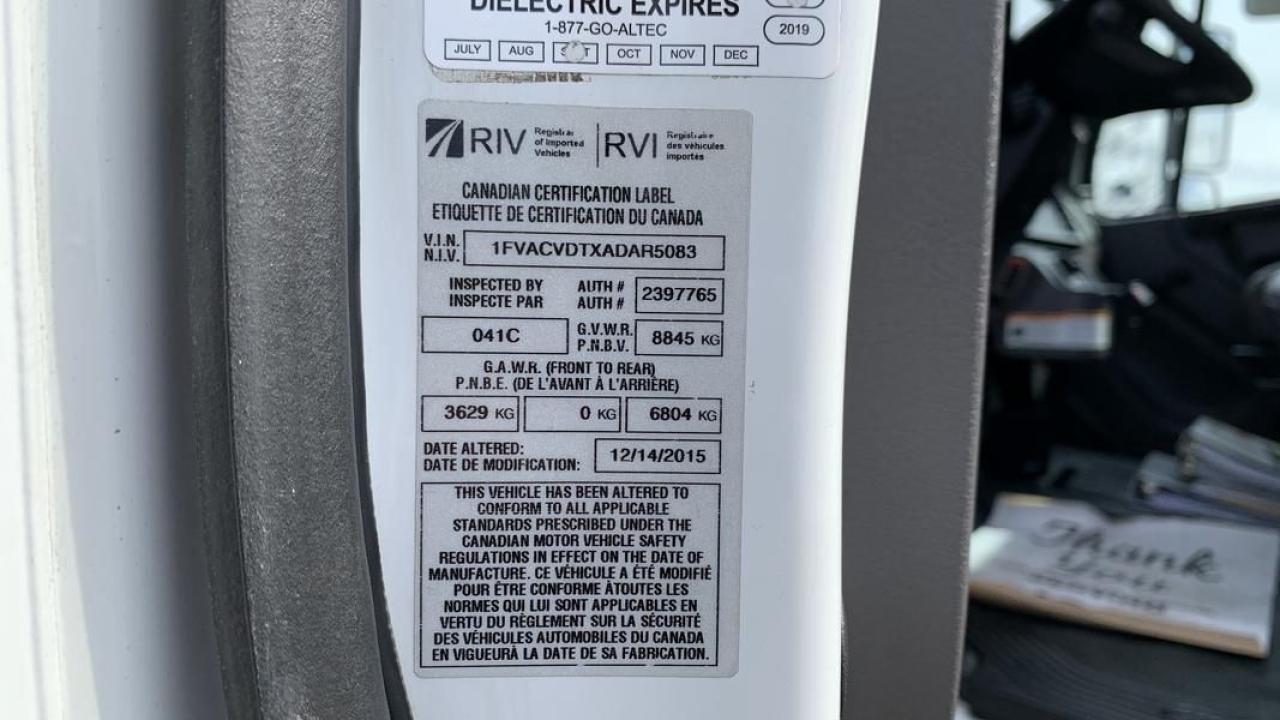 DIELECTRIC EXPIRES
1-877-GO-ALTEC
2019
JULY AUG OCT NOV DEC
RIV Registrar of Imported Vehicles
RVI Registraire des véhicules importés
CANADIAN CERTIFICATION LABEL
ETIQUETTE DE CERTIFICATION DU CANADA
V.I.N.
N.I.V.
1FVACVDTXADAR5083
INSPECTED BY
INSPECTE PAR
AUTH #
AUTH #
2397765
041C
G.V.W.R.
P.N.B.V.
8845 KG
G.A.W.R. (FRONT TO REAR)
P.N.B.E. (DE L'AVANT À L'ARRIÈRE)
3629 KG 0 KG 6804 KG
DATE ALTERED:
DATE DE MODIFICATION:
12/14/2015
THIS VEHICLE HAS BEEN ALTERED TO
CONFORM TO ALL APPLICABLE
STANDARDS PRESCRIBED UNDER THE
CANADIAN MOTOR VEHICLE SAFETY
REGULATIONS IN EFFECT ON THE DATE OF
MANUFACTURE. CE VÉHICULE A ÉTÉ MODIFIÉ
POUR ÊTRE CONFORME ÀTOUTES LES
NORMES QUI LUI SONT APPLICABLES EN
VERTU DU RÈGLEMENT SUR LA SÉCURITÉ
DES VÉHICULES AUTOMOBILES DU CANADA
EN VIGUEURÀ LA DATE DE SA FABRICATION.
Thank